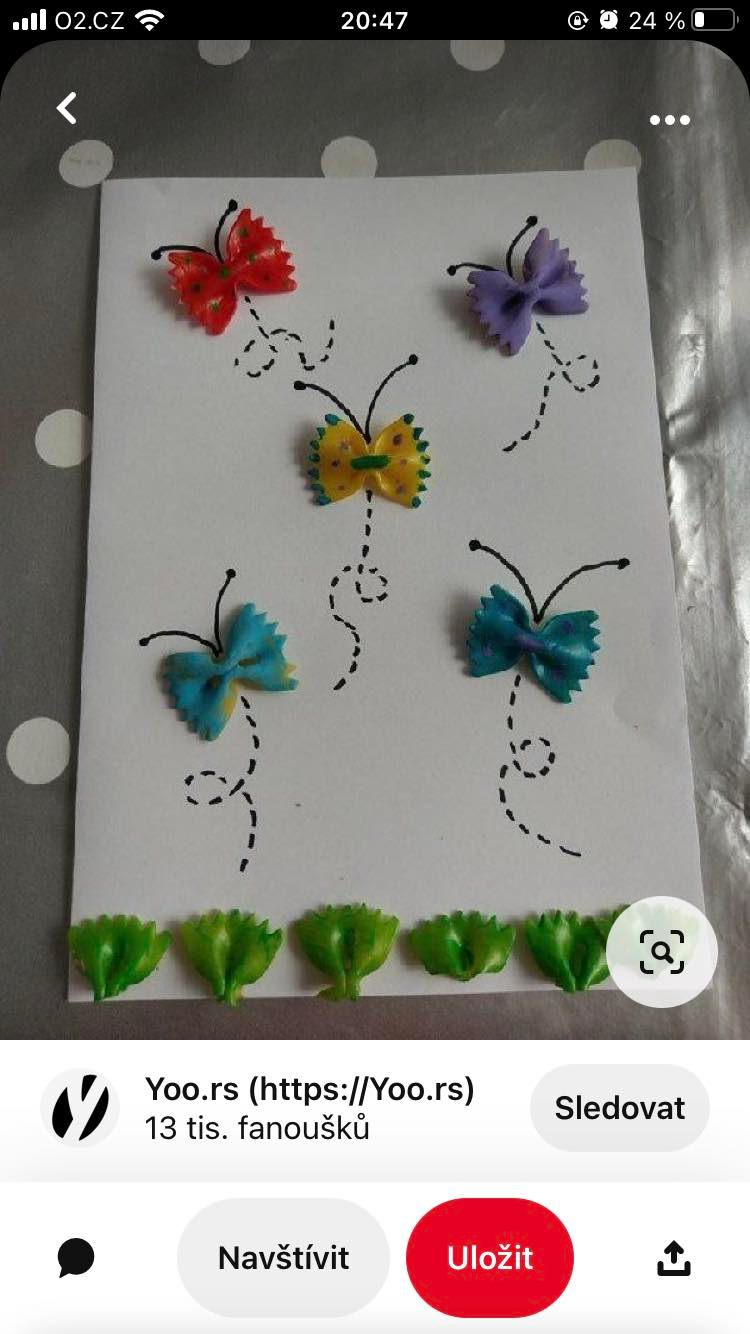 O2.CZ
20:47
24 %
Yoo.rs (https://Yoo.rs)
13 tis. fanoušků
Sledovat
Navštívit
Uložit